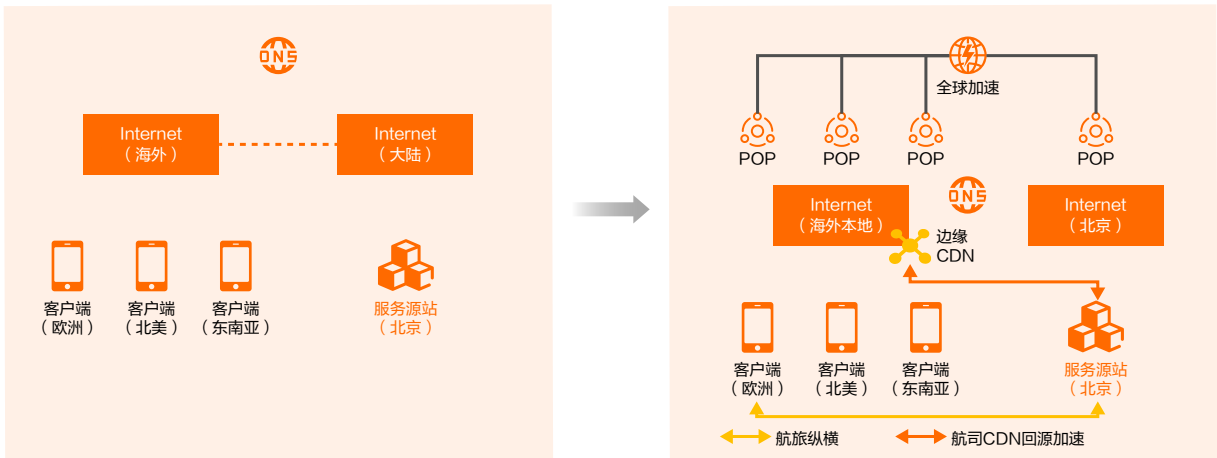 DNS
Internet
（海外）
Internet
（大陆）
客户端
（欧洲）
客户端
（北美）
客户端
（东南亚）
服务源站
（北京）
全球加速
POP
POP
POP
POP
DNS
Internet
（海外本地）
Internet
（北京）
边缘
CDN
客户端
（欧洲）
客户端
（北美）
客户端
（东南亚）
服务源站
（北京）
航旅纵横
航司CDN回源加速